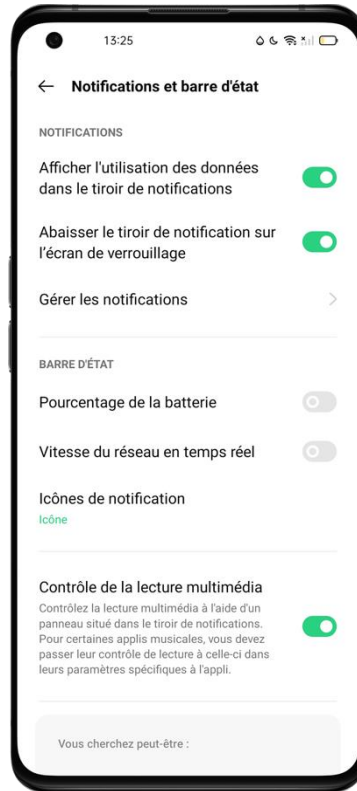 13:25
Notifications et barre d'état
NOTIFICATIONS
Afficher l'utilisation des données
dans le tiroir de notifications
Abaisser le tiroir de notification sur
l'écran de verrouillage
Gérer les notifications
BARRE D'ÉTAT
Pourcentage de la batterie
Vitesse du réseau en temps réel
Icônes de notification
Icône
Contrôle de la lecture multimédia
Contrôlez la lecture multimédia à l'aide d'un
panneau situé dans le tiroir de notifications.
Pour certaines applis musicales, vous devez
passer leur contrôle de lecture à celle-ci dans
leurs paramètres spécifiques à l'appli.
Vous cherchez peut-être :